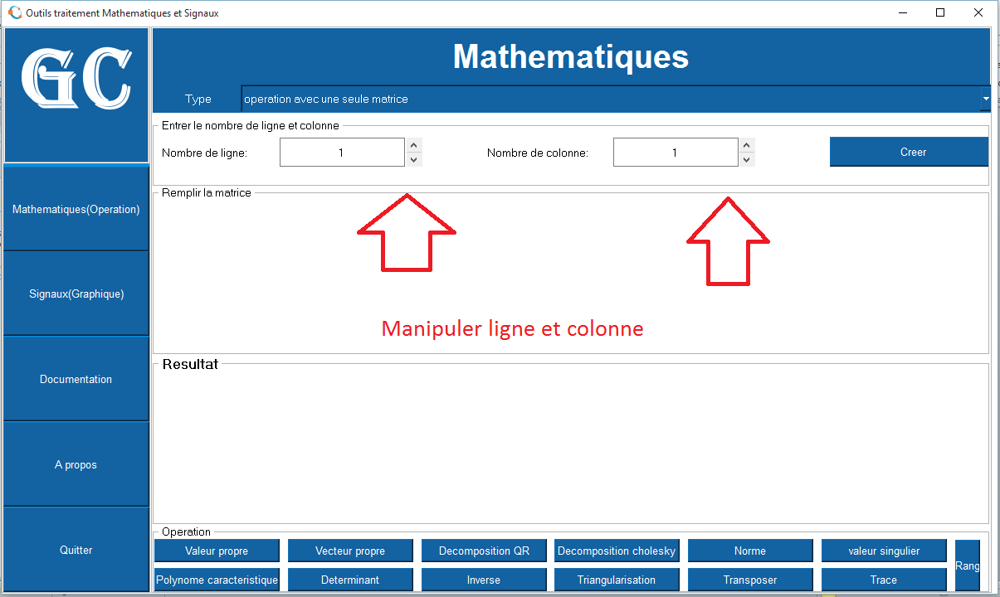 Outils traitement Mathematiques et Signaux
GC
Mathematiques
Type
operation avec une seule matrice
Entrer le nombre de ligne et colonne
Nombre de ligne:
1
Nombre de colonne:
1
Creer
Remplir la matrice
Manipuler ligne et colonne
Mathematiques(Operation)
Signaux(Graphique)
Documentation
A propos
Quitter
Resultat
Operation
Valeur propre
Vecteur propre
Decomposition QR
Decomposition cholesky
Norme
valeur singulier
Rang
Polynome caracteristique
Determinant
Inverse
Triangularisation
Transposer
Trace